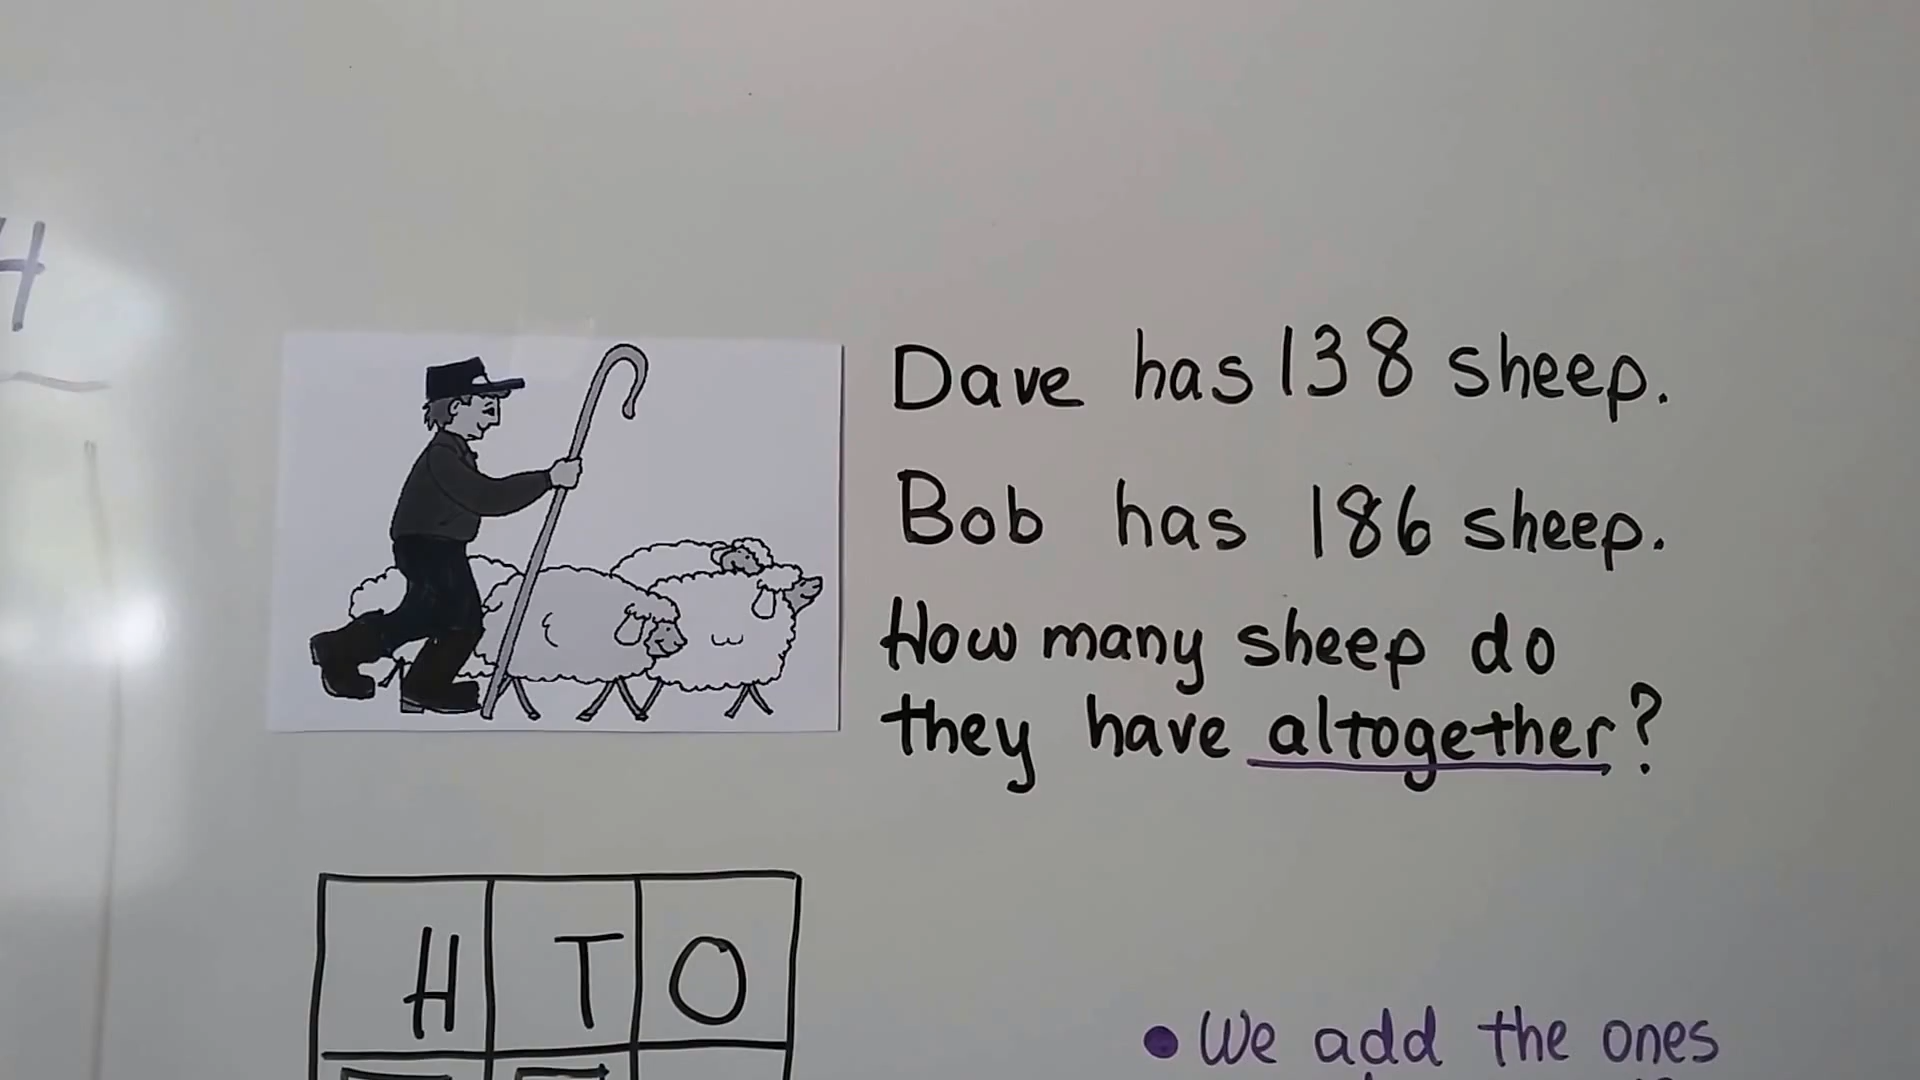 H
Dave has 138 sheep.
Bob has 186 sheep.
How many sheep do
they have altogether?
H T O
• We add the ones